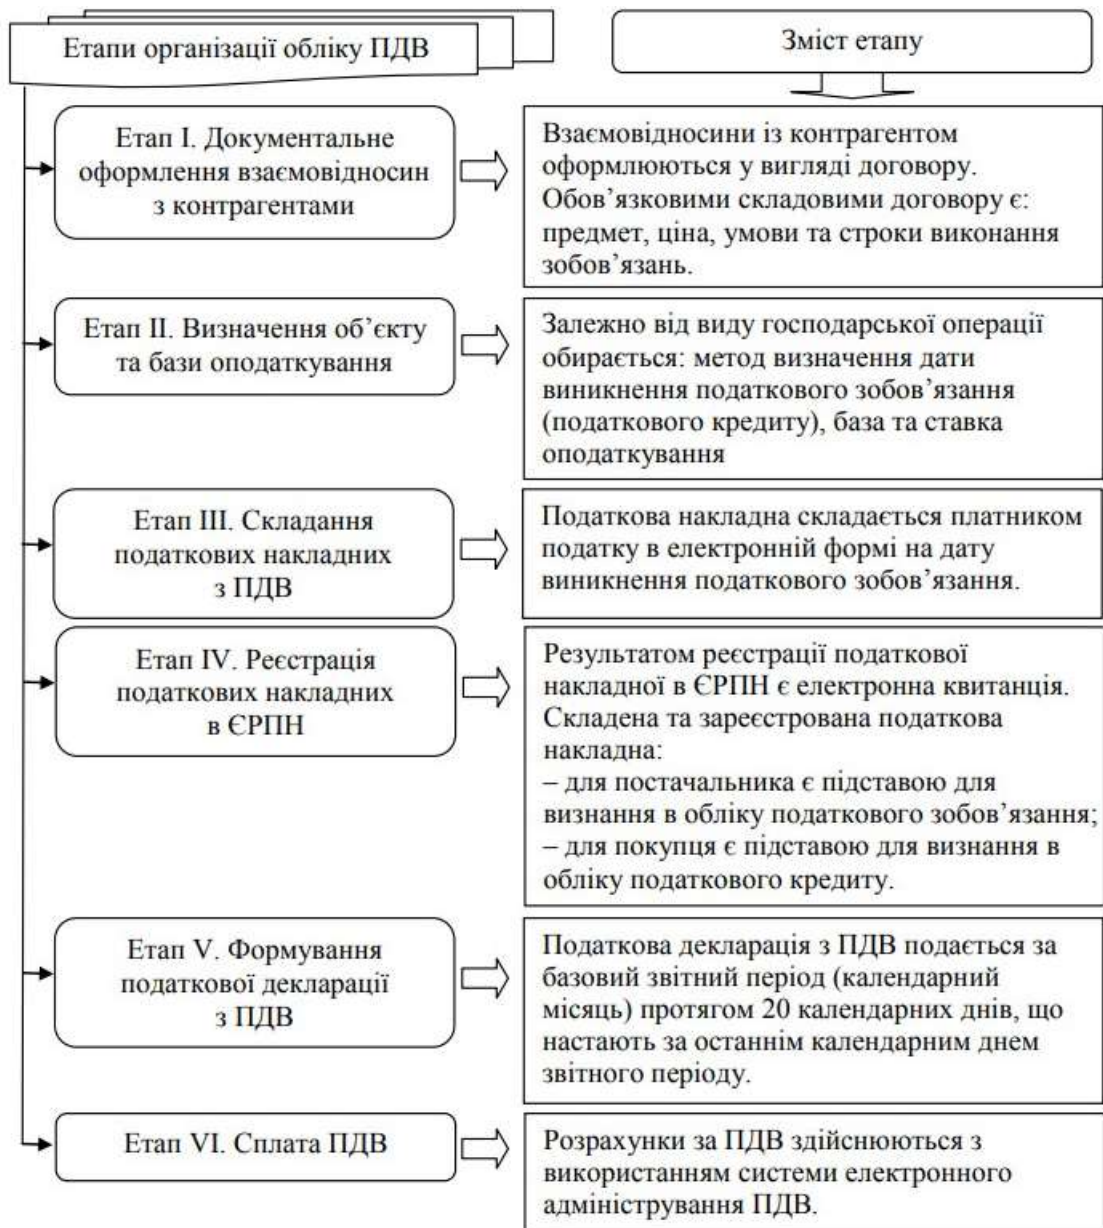 Етапи організації обліку ПДВ
Зміст етапу
Етап I. Документальне
оформлення взаємовідносин
з контрагентами
Взаємовідносини із контрагентом
оформлюються у вигляді договору.
Обов’язковими складовими договору є:
предмет, ціна, умови та строки виконання
зобов’язань.
Етап II. Визначення об’єкту
та бази оподаткування
Залежно від виду господарської операції
обирається: метод визначення дати
виникнення податкового зобов’язання
(податкового кредиту), база та ставка
оподаткування
Етап III. Складання
податкових накладних
з ПДВ
Податкова накладна складається платником
податку в електронній формі на дату
виникнення податкового зобов’язання.
Етап IV. Реєстрація
податкових накладних
в ЄРПН
Результатом реєстрації податкової
накладної в ЄРПН є електронна квитанція.
Складена та зареєстрована податкова
накладна:
– для постачальника є підставою для
визнання в обліку податкового зобов’язання;
– для покупця є підставою для визнання в
обліку податкового кредиту.
Етап V. Формування
податкової декларації
з ПДВ
Податкова декларація з ПДВ подається за
базовий звітний період (календарний
місяць) протягом 20 календарних днів, що
настають за останнім календарним днем
звітного періоду.
Етап VI. Сплата ПДВ
Розрахунки за ПДВ здійснюються з
використанням системи електронного
адміністрування ПДВ.